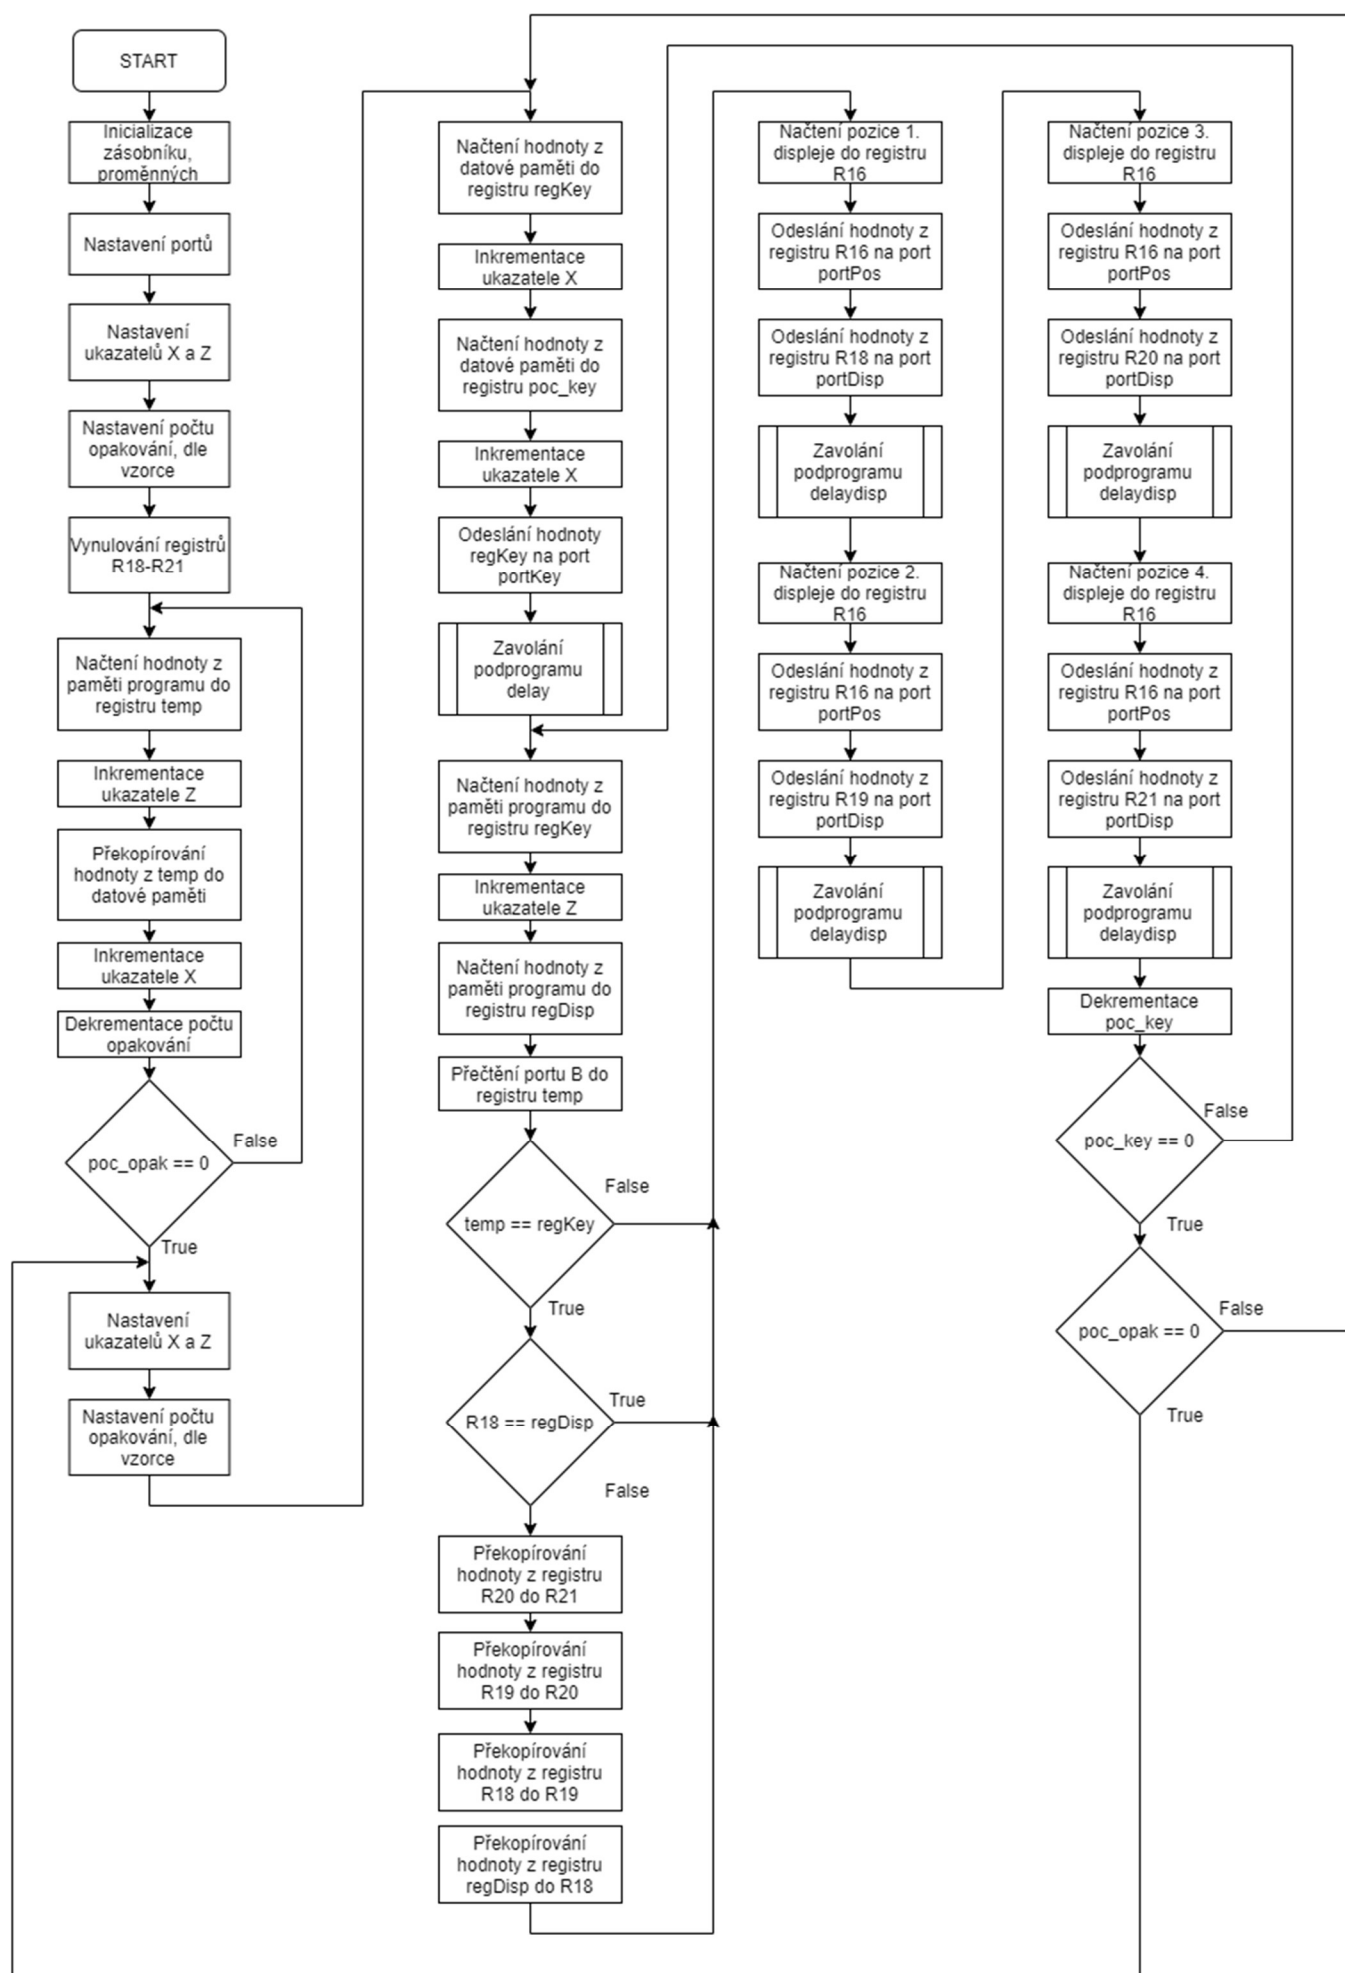 START
Inicializace
zásobníku,
proměnných
Nastavení portů
Nastavení
ukazatelů X a Z
Nastavení počtu
opakování, dle
vzorce
Vynulování registrů
R18-R21
Načtení hodnoty z
paměti programu do
registru temp
Inkrementace
ukazatele Z
Překopírování
hodnoty z temp do
datové paměti
Inkrementace
ukazatele X
Dekrementace počtu
opakování
poc_opak == 0
False
True
Nastavení
ukazatelů X a Z
Nastavení počtu
opakování, dle
vzorce
Načtení hodnoty z
datové paměti do
registru regKey
Inkrementace
ukazatele X
Načtení hodnoty z
datové paměti do
registru poc_key
Inkrementace
ukazatele X
Odeslání hodnoty
regKey na port
portKey
Zavolání
podprogramu
delay
Načtení hodnoty z
paměti programu do
registru regKey
Inkrementace
ukazatele Z
Načtení hodnoty z
paměti programu do
registru regDisp
Přečtění portu B do
registru temp
temp == regKey
False
True
R18 == regDisp
True
False
Překopírování
hodnoty z registru
R20 do R21
Překopírování
hodnoty z registru
R19 do R20
Překopírování
hodnoty z registru
R18 do R19
Překopírování
hodnoty z registru
regDisp do R18
Načtení pozice 1.
displeje do registru
R16
Odeslání hodnoty z
registru R16 na port
portPos
Odeslání hodnoty z
registru R18 na port
portDisp
Zavolání
podprogramu
delaydisp
Načtení pozice 2.
displeje do registru
R16
Odeslání hodnoty z
registru R16 na port
portPos
Odeslání hodnoty z
registru R19 na port
portDisp
Zavolání
podprogramu
delaydisp
Načtení pozice 3.
displeje do registru
R16
Odeslání hodnoty z
registru R16 na port
portPos
Odeslání hodnoty z
registru R20 na port
portDisp
Zavolání
podprogramu
delaydisp
Načtení pozice 4.
displeje do registru
R16
Odeslání hodnoty z
registru R16 na port
portPos
Odeslání hodnoty z
registru R21 na port
portDisp
Zavolání
podprogramu
delaydisp
Dekrementace
poc_key
poc_key == 0
False
True
poc_opak == 0
False
True